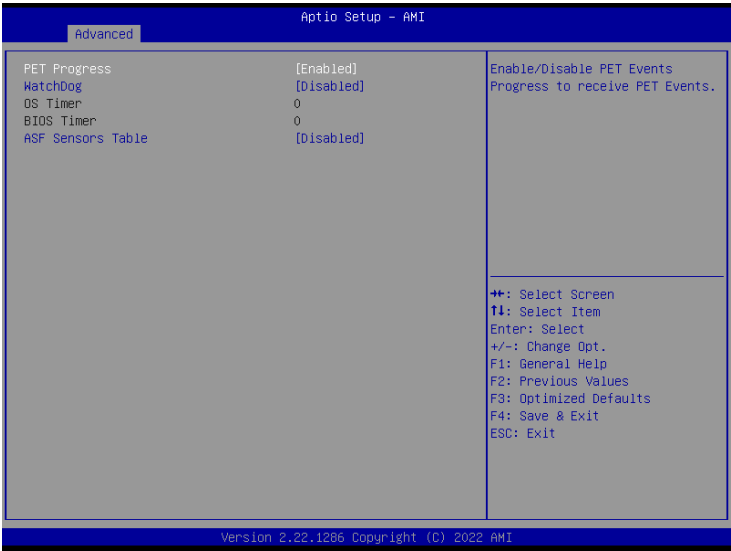 Aptio Setup – AMI
Advanced
PET Progress [Enabled]
WatchDog [Disabled]
OS Timer 0
BIOS Timer 0
ASF Sensors Table [Disabled]
Enable/Disable PET Events
Progress to receive PET Events.
→←: Select Screen
↑↓: Select Item
Enter: Select
+/-: Change Opt.
F1: General Help
F2: Previous Values
F3: Optimized Defaults
F4: Save & Exit
ESC: Exit
Version 2.22.1286 Copyright (C) 2022 AMI